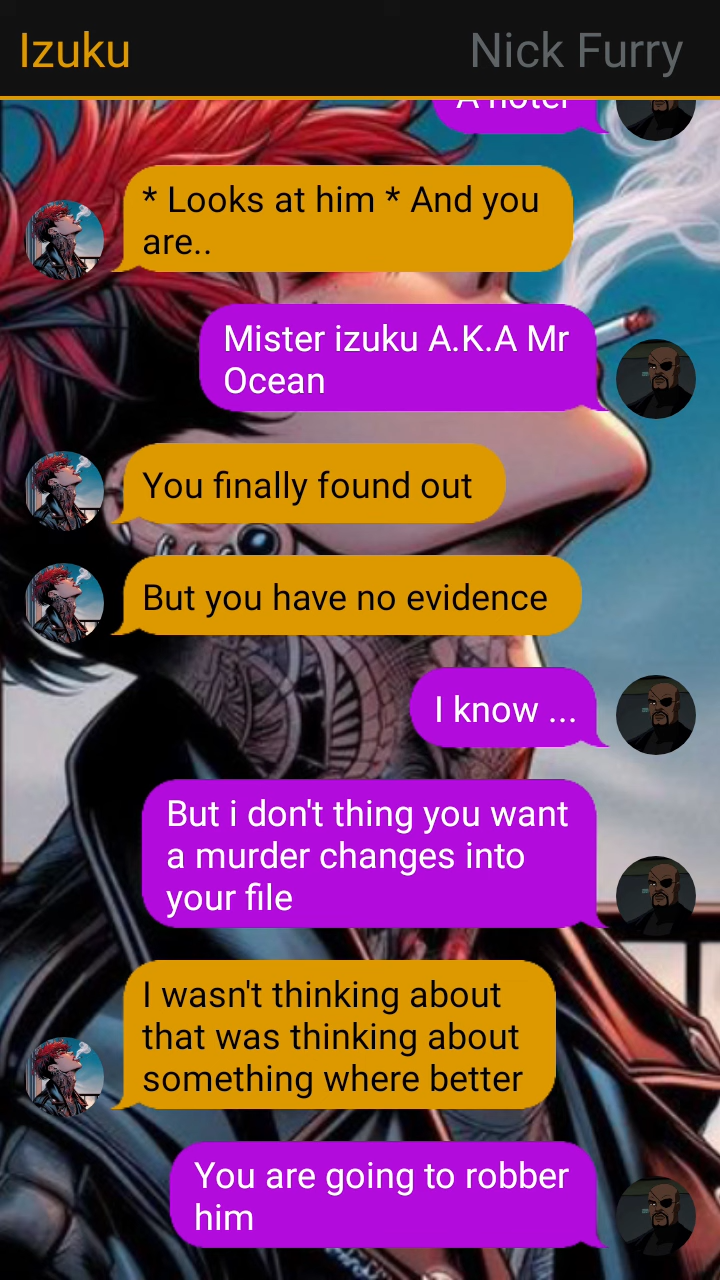 Izuku
Nick Furry
A hotel
* Looks at him * And you
are..
Mister izuku A.K.A Mr
Ocean
You finally found out
But you have no evidence
I know ...
But i don't thing you want
a murder changes into
your file
I wasn't thinking about
that was thinking about
something where better
You are going to robber
him